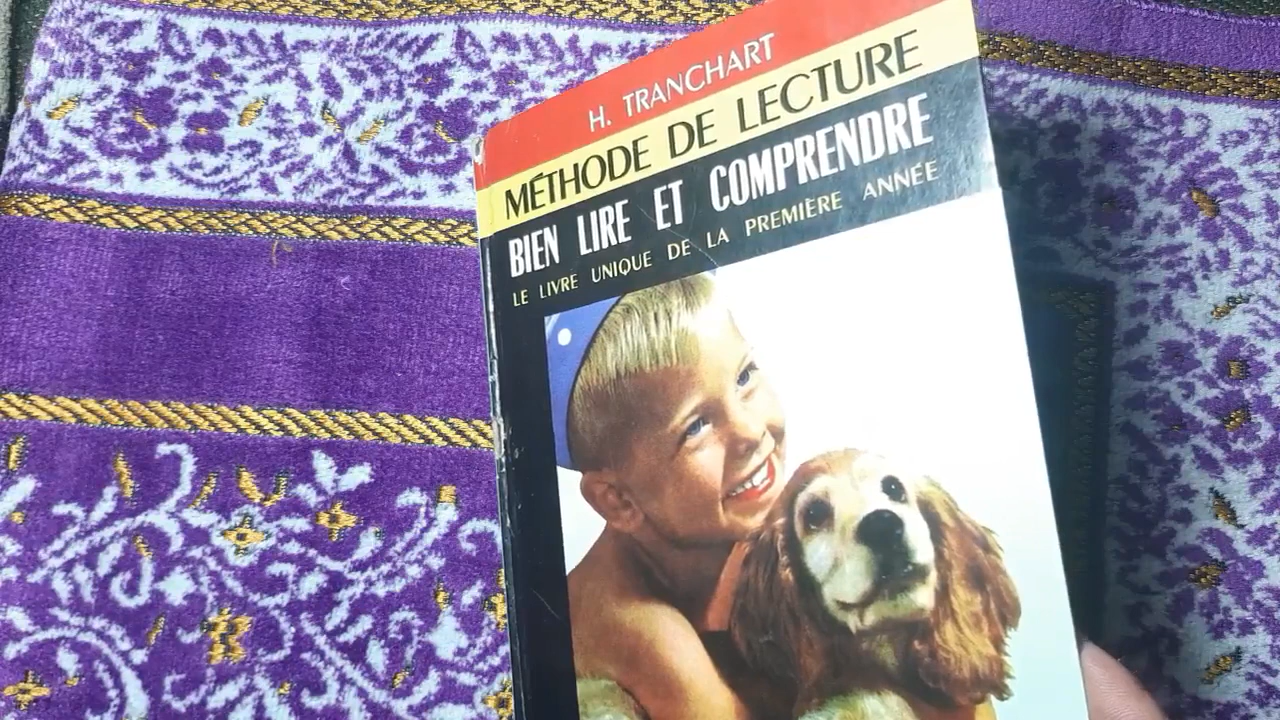 H. TRANCHART
MÉTHODE DE LECTURE
BIEN LIRE ET COMPRENDRE
LE LIVRE UNIQUE DE LA PREMIÈRE ANNÉE